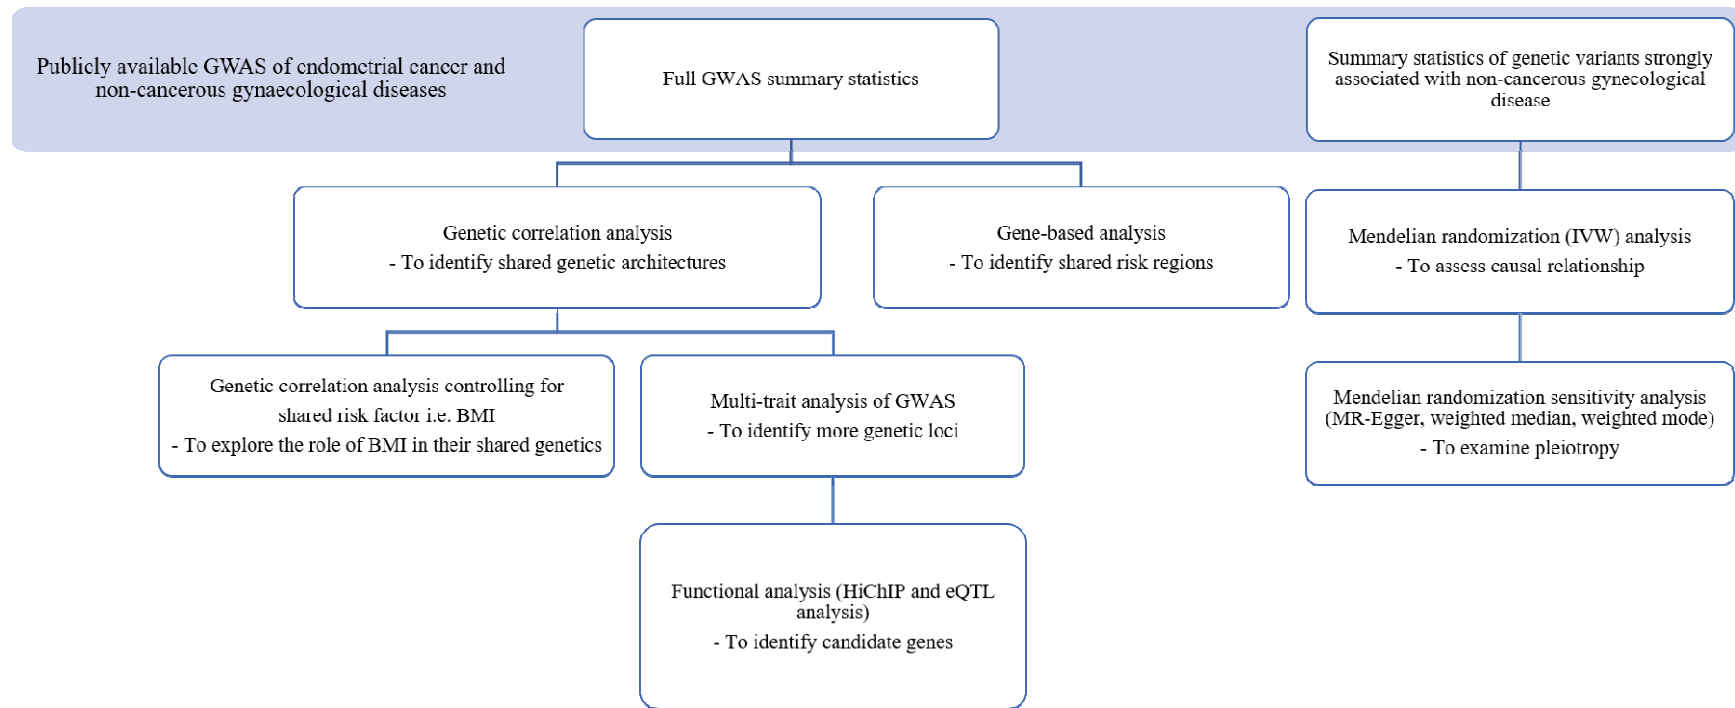 Publicly available GWAS of endometrial cancer and
non-cancerous gynaecological diseases
Full GWAS summary statistics
Summary statistics of genetic variants strongly
associated with non-cancerous gynecological
disease
Genetic correlation analysis
- To identify shared genetic architectures
Gene-based analysis
- To identify shared risk regions
Mendelian randomization (IVW) analysis
- To assess causal relationship
Genetic correlation analysis controlling for
shared risk factor i.e. BMI
- To explore the role of BMI in their shared genetics
Multi-trait analysis of GWAS
- To identify more genetic loci
Mendelian randomization sensitivity analysis
(MR-Egger, weighted median, weighted mode)
- To examine pleiotropy
Functional analysis (HiChIP and eQTL
analysis)
- To identify candidate genes